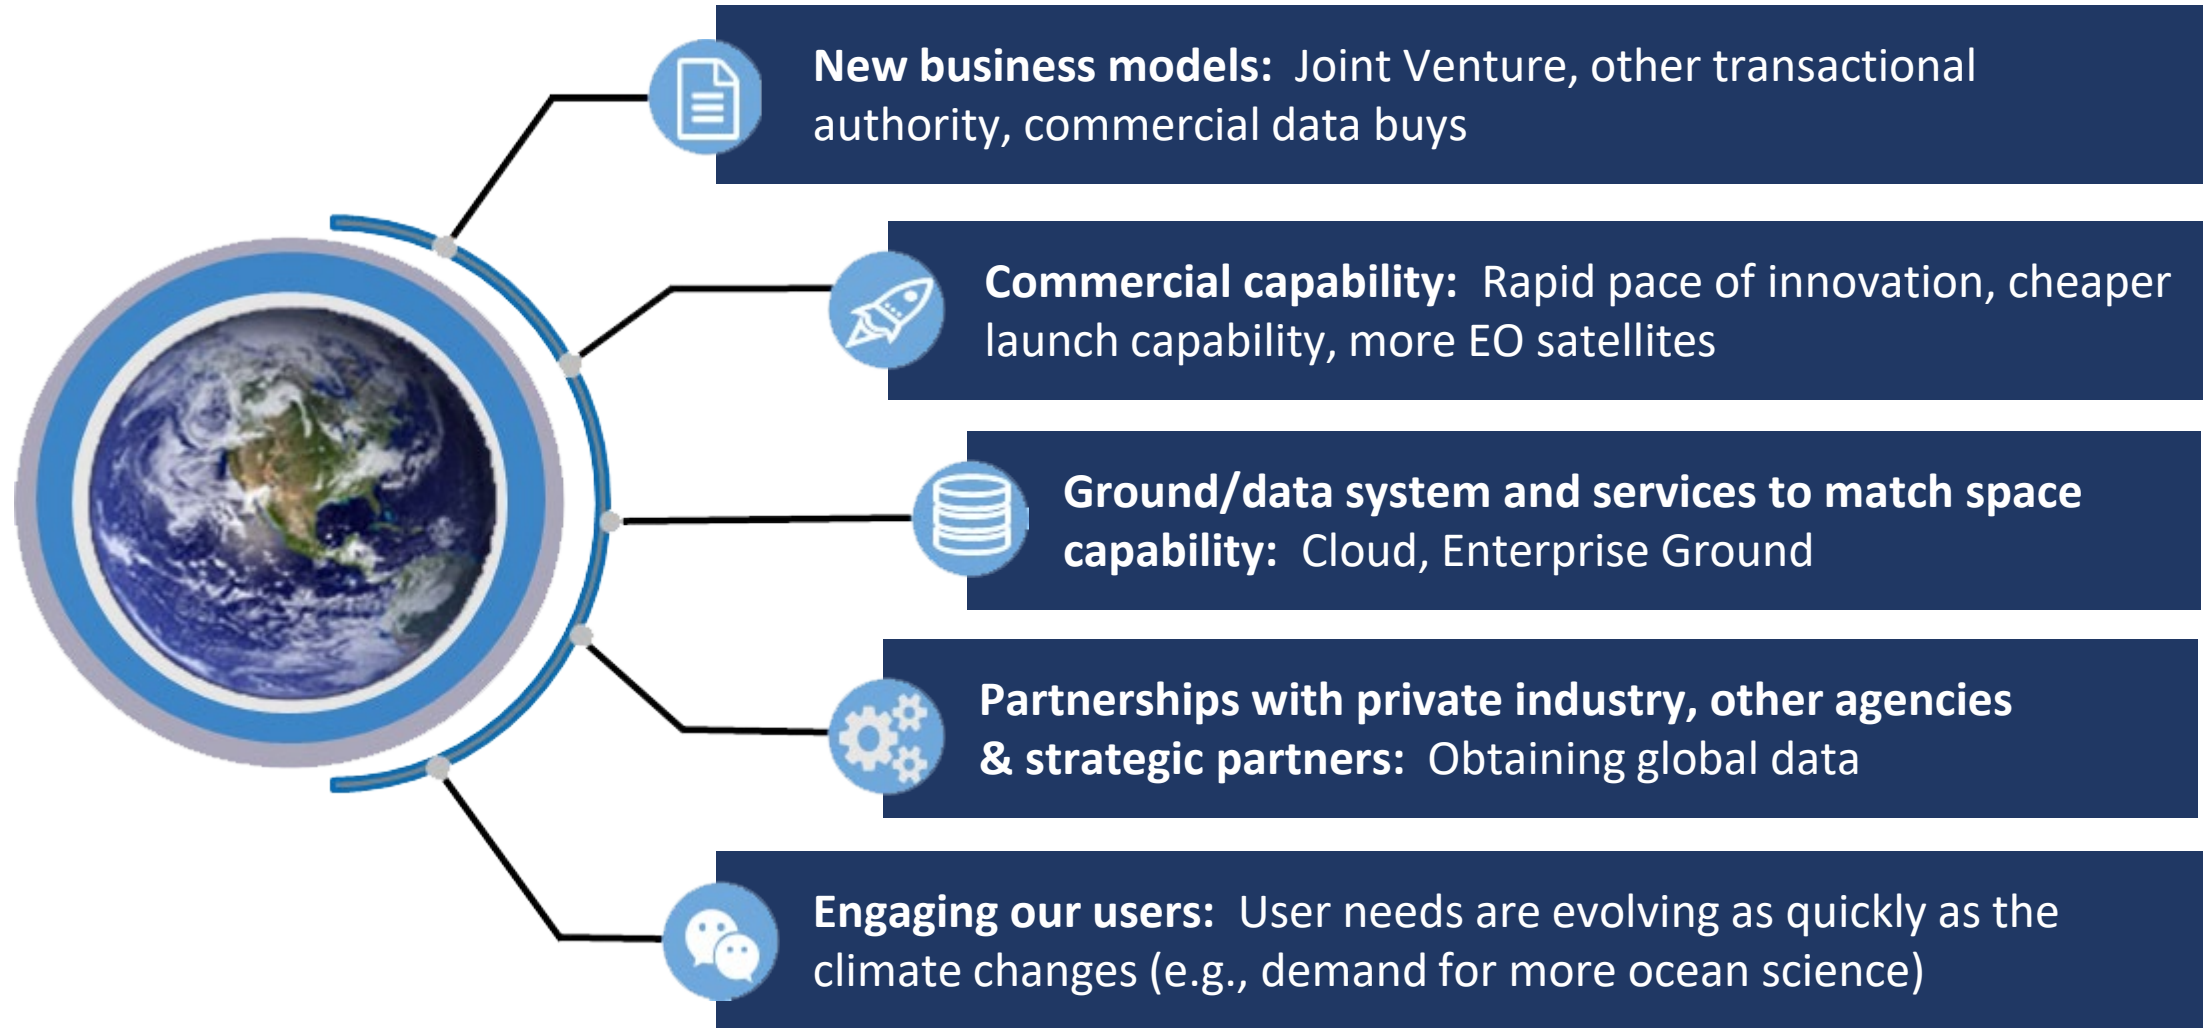 New business models: Joint Venture, other transactional
authority, commercial data buys
Commercial capability: Rapid pace of innovation, cheaper
launch capability, more EO satellites
Ground/data system and services to match space
capability: Cloud, Enterprise Ground
Partnerships with private industry, other agencies
& strategic partners: Obtaining global data
Engaging our users: User needs are evolving as quickly as the
climate changes (e.g., demand for more ocean science)